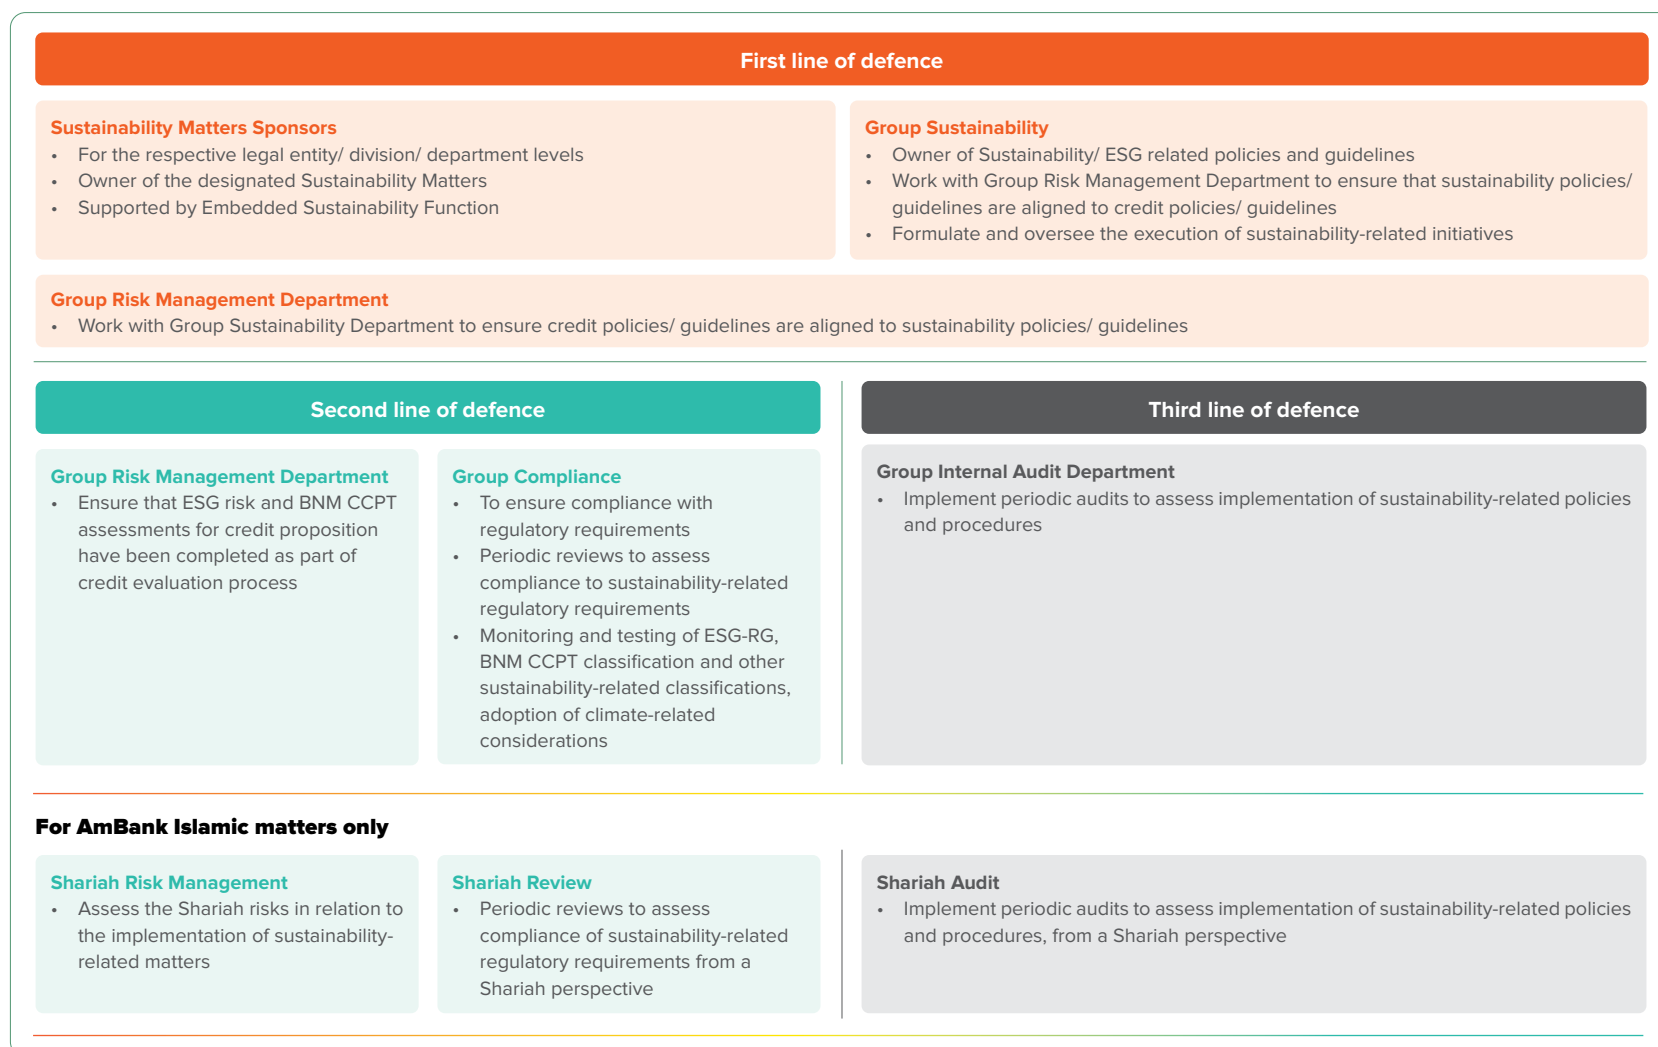 First line of defence
Sustainability Matters Sponsors
• For the respective legal entity/ division/ department levels
• Owner of the designated Sustainability Matters
• Supported by Embedded Sustainability Function
Group Sustainability
• Owner of Sustainability/ ESG related policies and guidelines
• Work with Group Risk Management Department to ensure that sustainability policies/
guidelines are aligned to credit policies/ guidelines
• Formulate and oversee the execution of sustainability-related initiatives
Group Risk Management Department
• Work with Group Sustainability Department to ensure credit policies/ guidelines are aligned to sustainability policies/ guidelines
Second line of defence
Group Risk Management Department
• Ensure that ESG risk and BNM CCPT
assessments for credit proposition
have been completed as part of
credit evaluation process
Group Compliance
• To ensure compliance with
regulatory requirements
• Periodic reviews to assess
compliance to sustainability-related
regulatory requirements
• Monitoring and testing of ESG-RG,
BNM CCPT classification and other
sustainability-related classifications,
adoption of climate-related
considerations
Third line of defence
Group Internal Audit Department
• Implement periodic audits to assess implementation of sustainability-related policies
and procedures
For AmBank Islamic matters only
Shariah Risk Management
• Assess the Shariah risks in relation to
the implementation of sustainability-
related matters
Shariah Review
• Periodic reviews to assess
compliance of sustainability-related
regulatory requirements from a
Shariah perspective
Shariah Audit
• Implement periodic audits to assess implementation of sustainability-related policies
and procedures, from a Shariah perspective